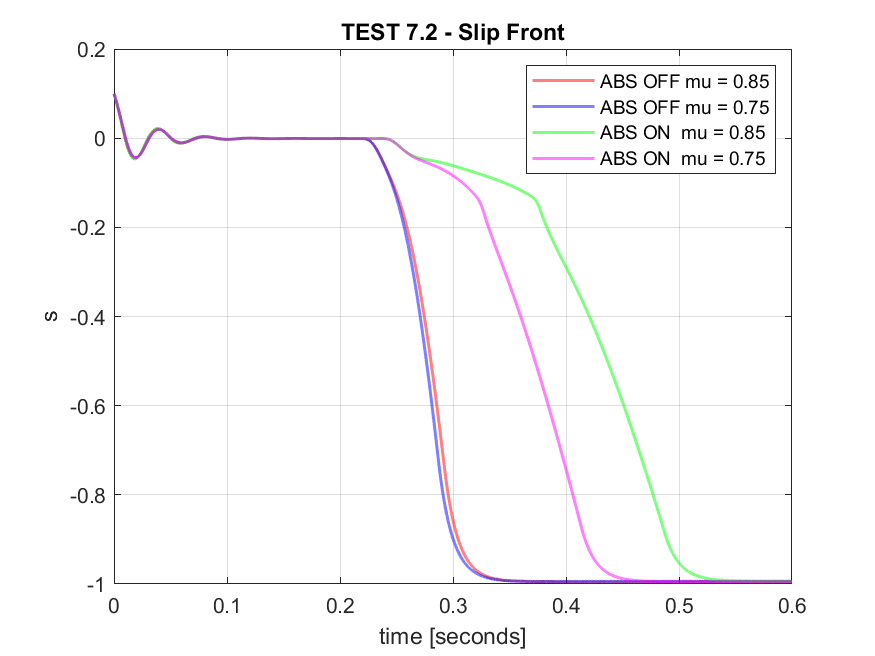 TEST 7.2 - Slip Front
0.2
0
-0.2
-0.4
-0.6
-0.8
-1
s
ABS OFF mu = 0.85
ABS OFF mu = 0.75
ABS ON  mu = 0.85
ABS ON  mu = 0.75
0 0.1 0.2 0.3 0.4 0.5 0.6
time [seconds]